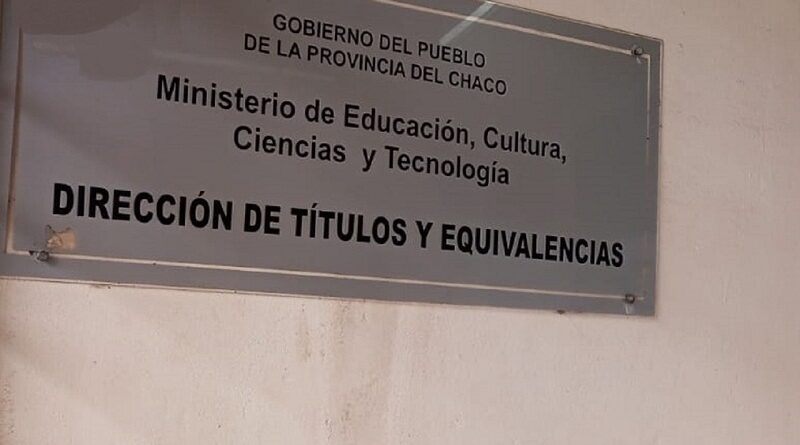 GOBIERNO DEL PUEBLO
DE LA PROVINCIA DEL CHACO
Ministerio de Educación, Cultura,
Ciencias y Tecnología
DIRECCIÓN DE TÍTULOS Y EQUIVALENCIAS